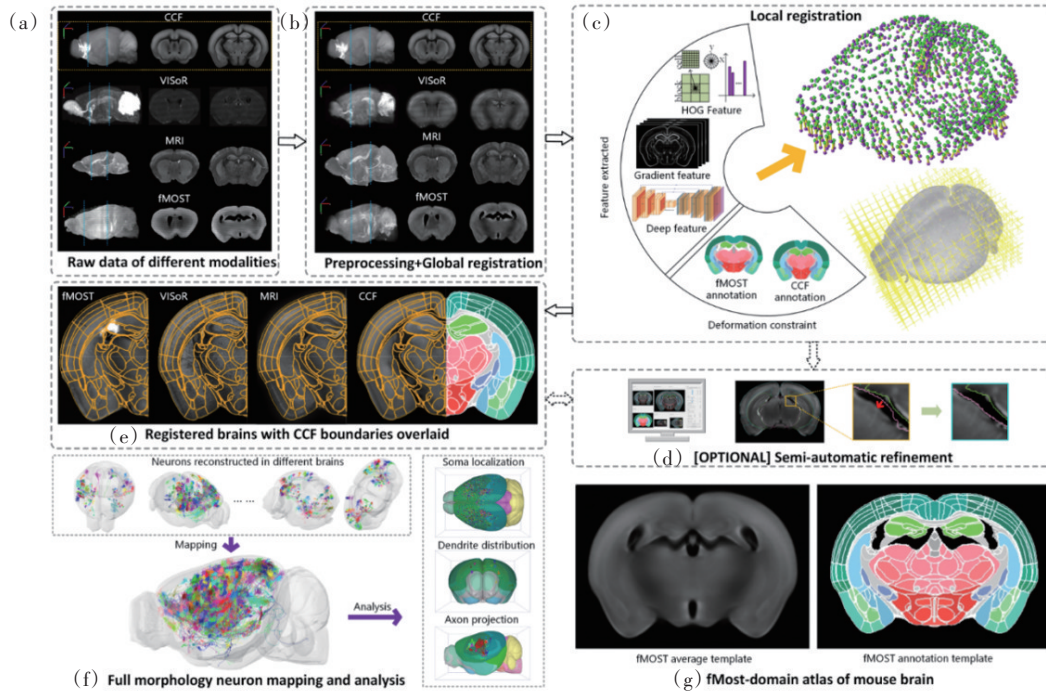 (a)
CCF
VISoR
MRI
fMOST
Raw data of different modalities
(b)
CCF
VISoR
MRI
fMOST
Preprocessing+Global registration
(c)
Local registration
Feature extracted
Y
X
HOG Feature
Gradient feature
Deep feature
fMOST
annotation
CCF
annotation
Deformation constraint
fMOST
VISoR
MRI
CCF
(e) Registered brains with CCF boundaries overlaid
(d) [OPTIONAL] Semi-automatic refinement
Neurons reconstructed in different brains
... ...
Mapping
Analysis
Soma localization
Dendrite distribution
Axon projection
(f) Full morphology neuron mapping and analysis
fMOST average template
fMOST annotation template
(g) fMost-domain atlas of mouse brain